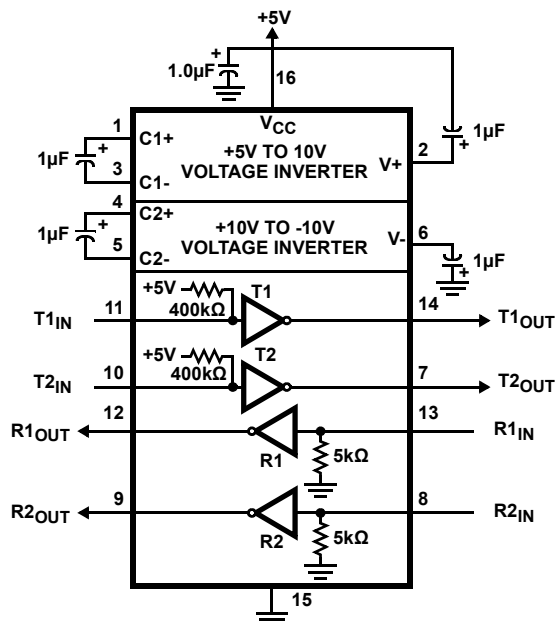 +5V
+
1.0µF
16
VCC
1
C1+
+5V TO 10V
VOLTAGE INVERTER
V+
2
1µF
+
1µF
+
3
C1-
4
C2+
+10V TO -10V
VOLTAGE INVERTER
V-
6
1µF
+
5
C2-
1µF
+
+5V
400kΩ
T1
T1IN
11
14
T1OUT
+5V
400kΩ
T2
T2IN
10
7
T2OUT
R1OUT
12
13
R1IN
R1
5kΩ
R2OUT
9
8
R2IN
R2
5kΩ
15